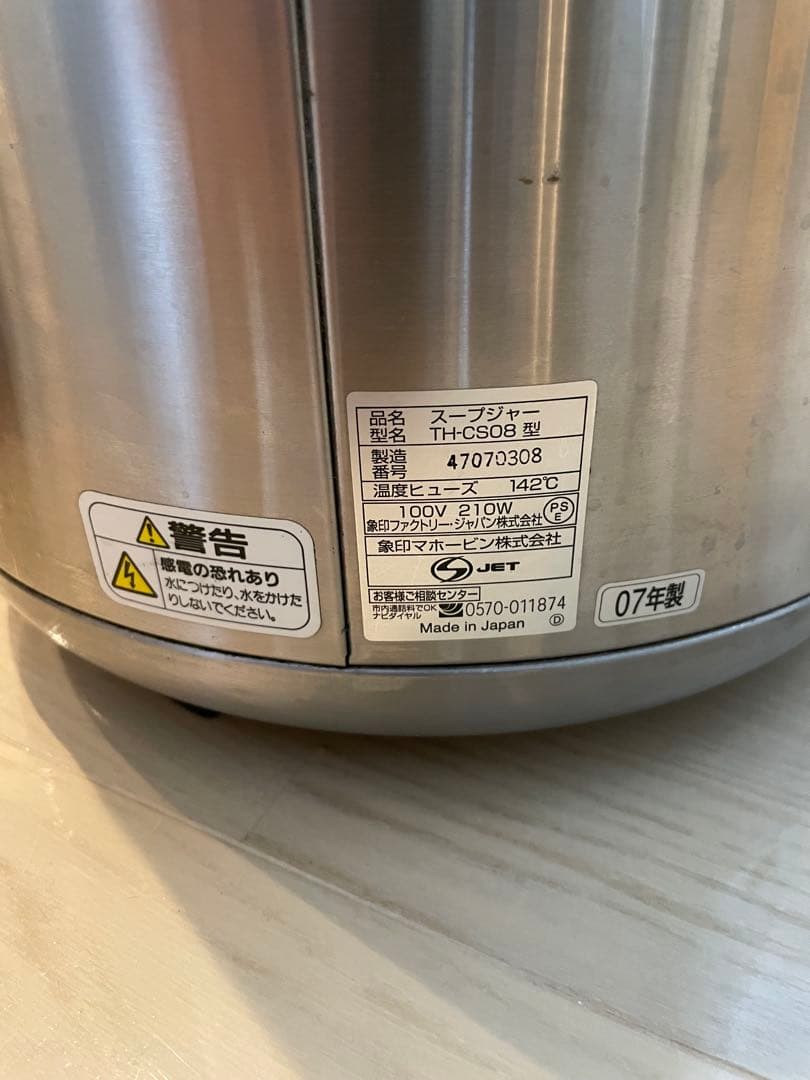 警告
感電の恐れあり
水につけたり、水をかけた
りしないでください。
品名 スープジャー
型名 TH-CS08 型
製造
番号 47070308
温度ヒューズ 142℃
100V 210W
象印ファクトリー・ジャパン株式会社
PS
E
象印マホービン株式会社
JET
お客様ご相談センター
市内通話料でOK
ナビダイヤル 0570-011874
Made in Japan D
07年製